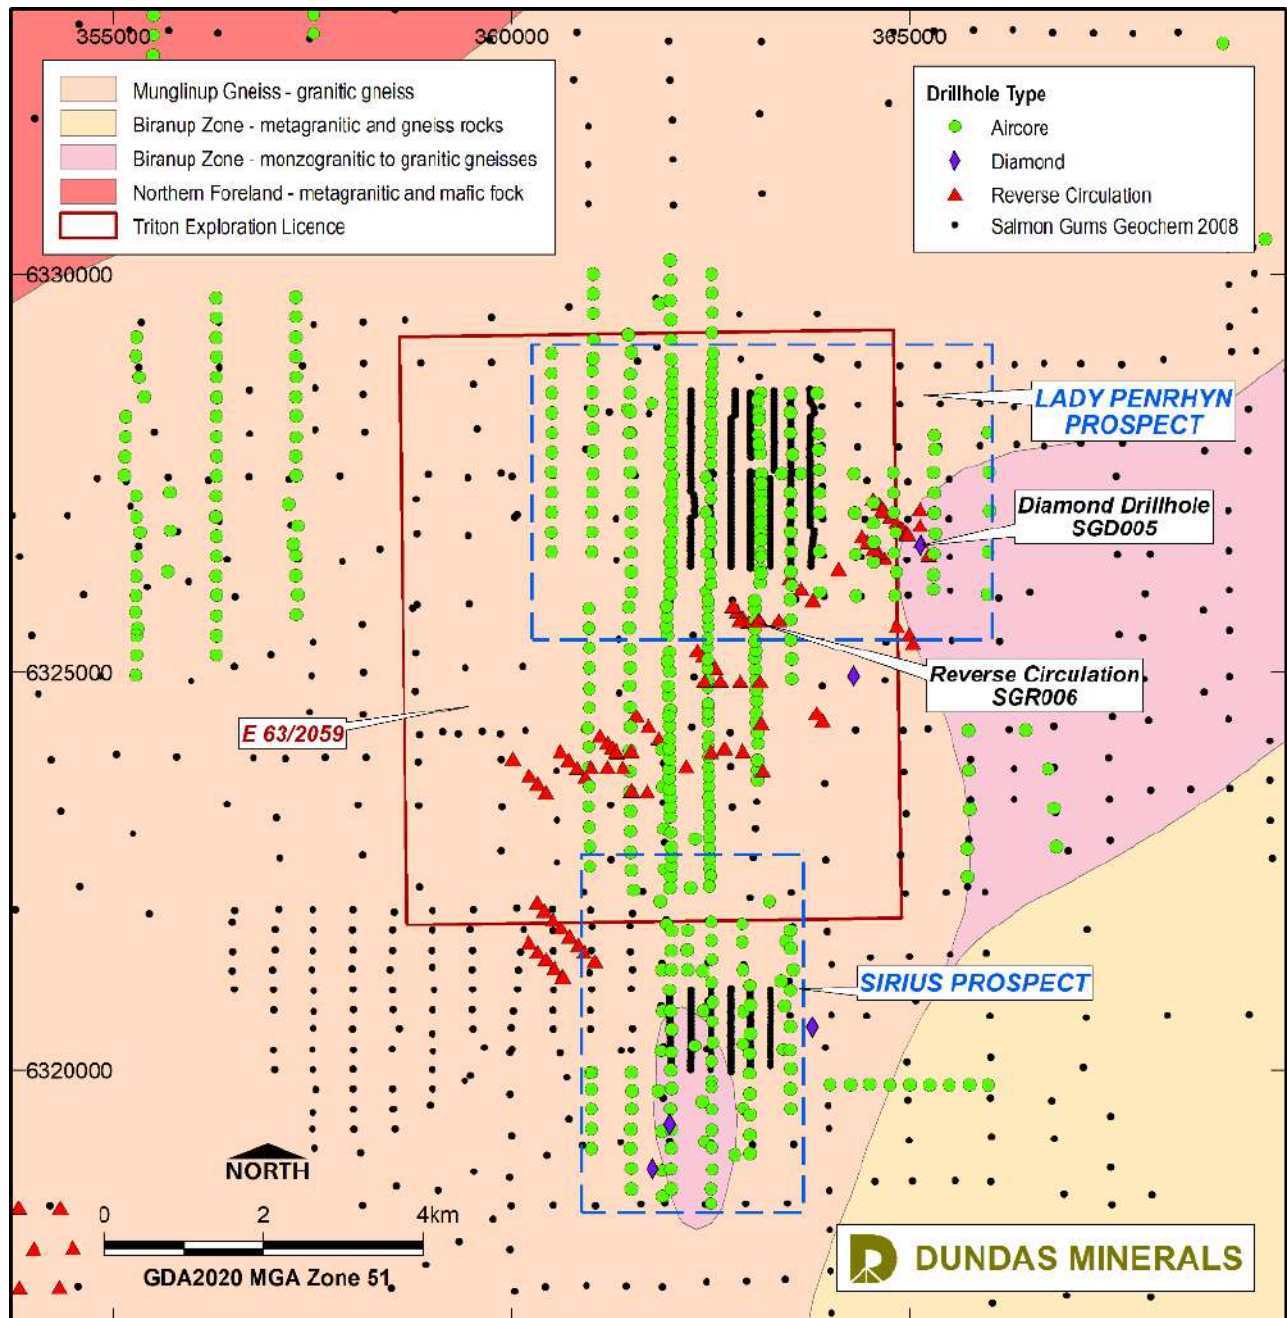 355000
360000
365000
Munglinup Gneiss - granitic gneiss
Biranup Zone - metagranitic and gneiss rocks
Biranup Zone - monzogranitic to granitic gneisses
Northern Foreland - metagranitic and mafic fock
Triton Exploration Licence
Drillhole Type
Aircore
Diamond
Reverse Circulation
Salmon Gums Geochem 2008
6330000
LADY PENRHYN
PROSPECT
Diamond Drillhole
SGD005
6325000
Reverse Circulation
SGR006
E 63/2059
SIRIUS PROSPECT
6320000
NORTH
0 2 4km
GDA2020 MGA Zone 51
DUNDAS MINERALS